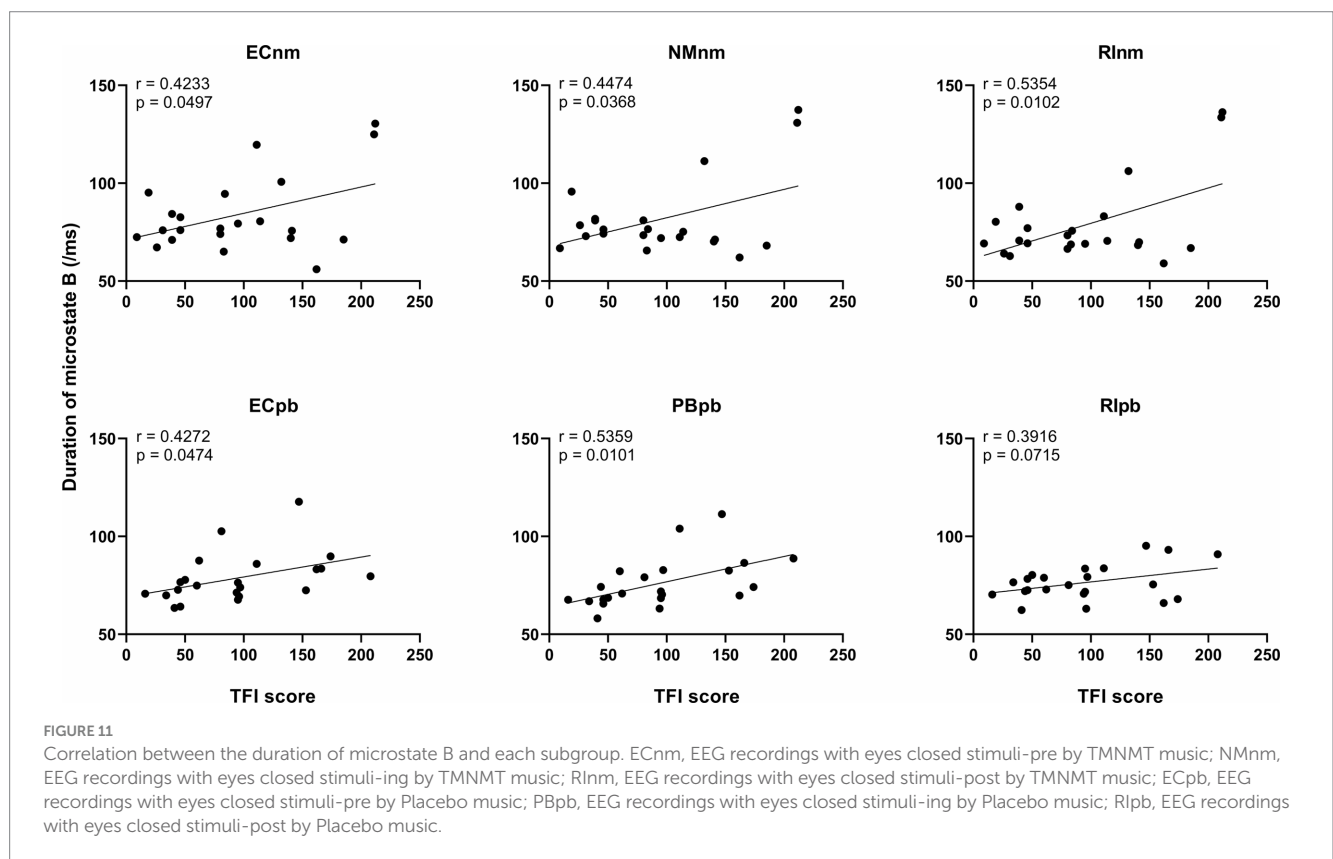 ECnm
NMnm
RInm
r = 0.4233
p = 0.0497
r = 0.4474
p = 0.0368
r = 0.5354
p = 0.0102
150
100
50
0 50 100 150 200 250
150
100
50
0 50 100 150 200 250
150
100
50
0 50 100 150 200 250
Duration of microstate B (/ms)
ECpb
PBpb
RIpb
r = 0.4272
p = 0.0474
r = 0.5359
p = 0.0101
r = 0.3916
p = 0.0715
150
100
50
0 50 100 150 200 250
150
100
50
0 50 100 150 200 250
150
100
50
0 50 100 150 200 250
TFI score
TFI score
TFI score
FIGURE 11
Correlation between the duration of microstate B and each subgroup. ECnm, EEG recordings with eyes closed stimuli-pre by TMNMT music; NMnm,
EEG recordings with eyes closed stimuli-ing by TMNMT music; RInm, EEG recordings with eyes closed stimuli-post by TMNMT music; ECpb, EEG
recordings with eyes closed stimuli-pre by Placebo music; PBpb, EEG recordings with eyes closed stimuli-ing by Placebo music; RIpb, EEG recordings
with eyes closed stimuli-post by Placebo music.